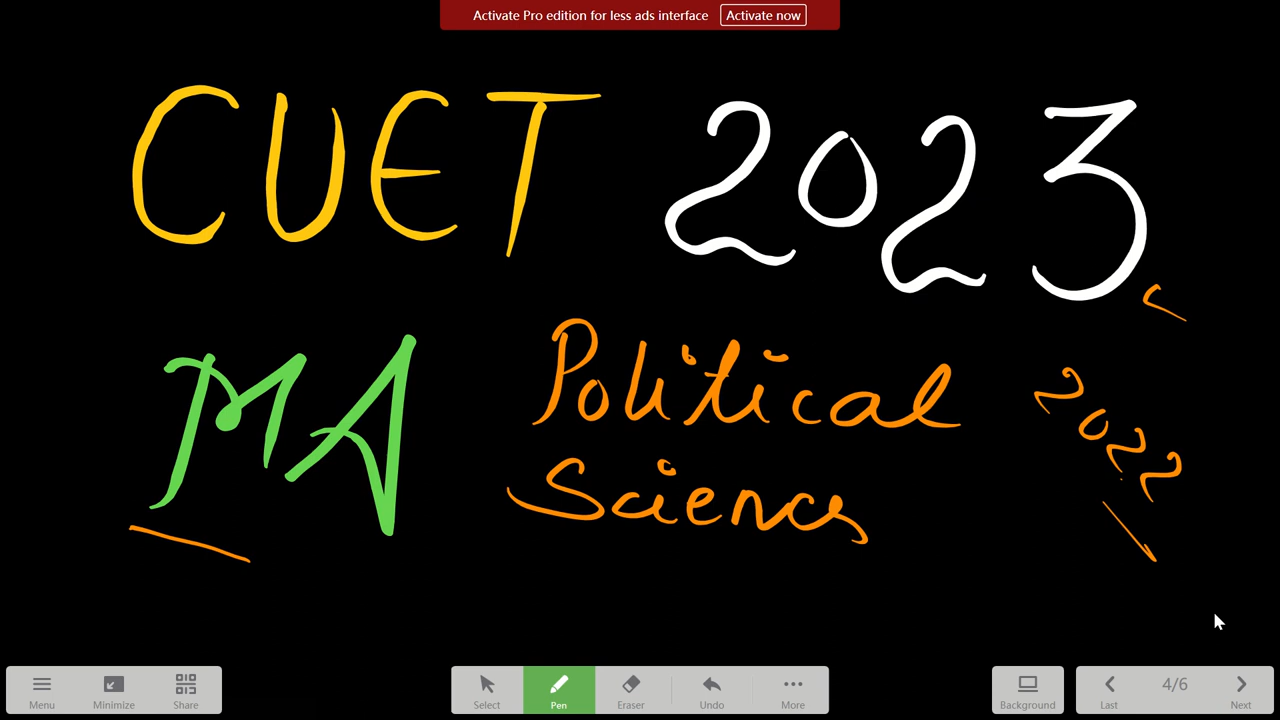 Activate Pro edition for less ads interface Activate now
CUET 2023
MA Political
Science
2022
Menu Minimize Share Select Pen Eraser Undo More Background Last 4/6 Next